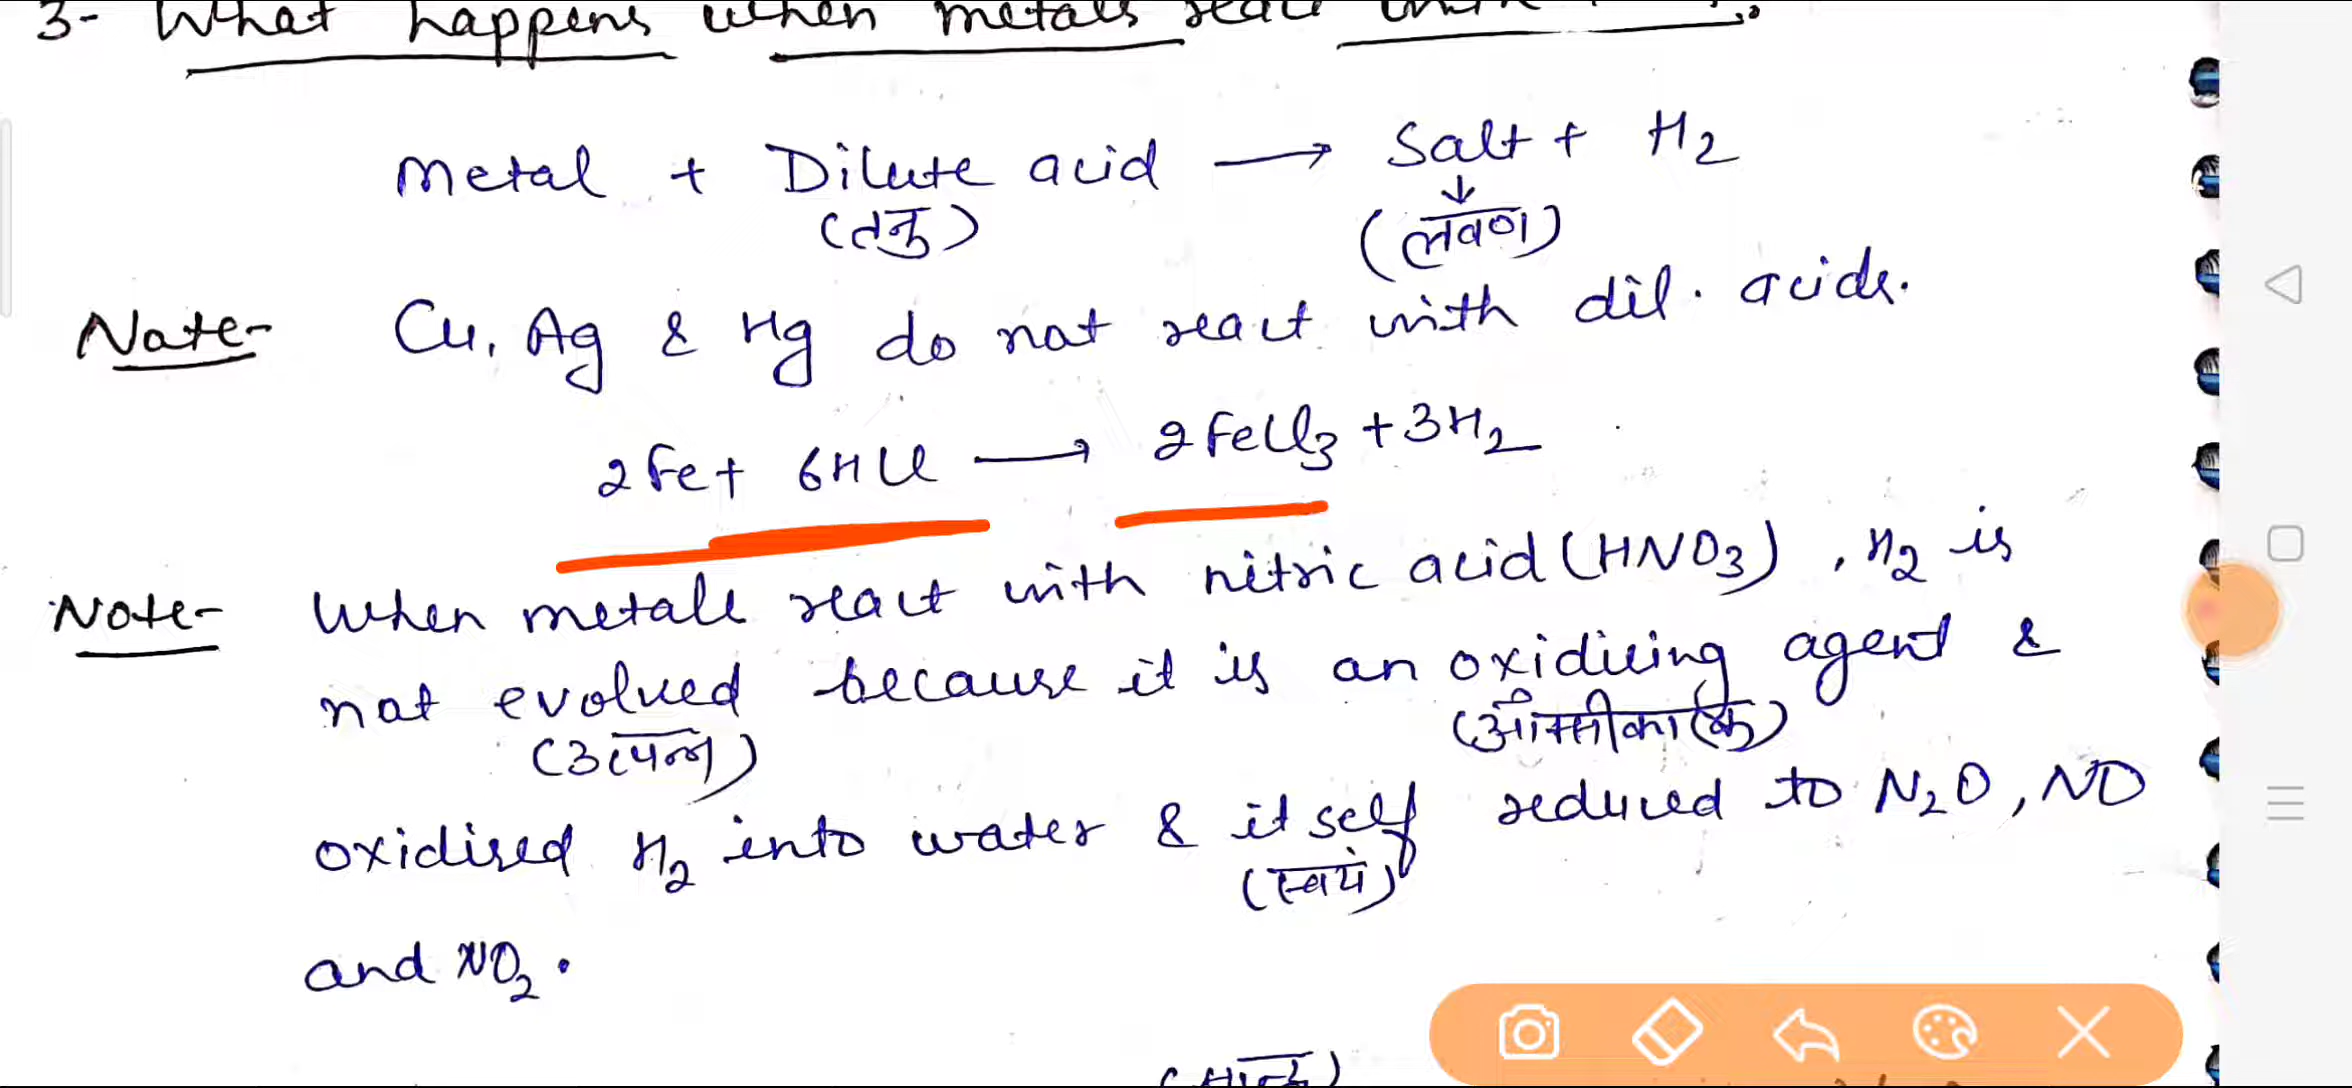 3- What happens when metals react with
Metal + Dilute acid → Salt + H2
(तनु) ↓
(लवण)
Note- Cu, Ag & Hg do not react with dil. acids.
2Fe + 6HCl → 2FeCl3 + 3H2
Note- When metals react with nitric acid (HNO3), H2 is
not evolved because it is an oxidising agent &
(उत्पन्न) (ऑक्सीकारक)
oxidised H2 into water & itself reduced to N2O, NO
(स्वयं)
and NO2.